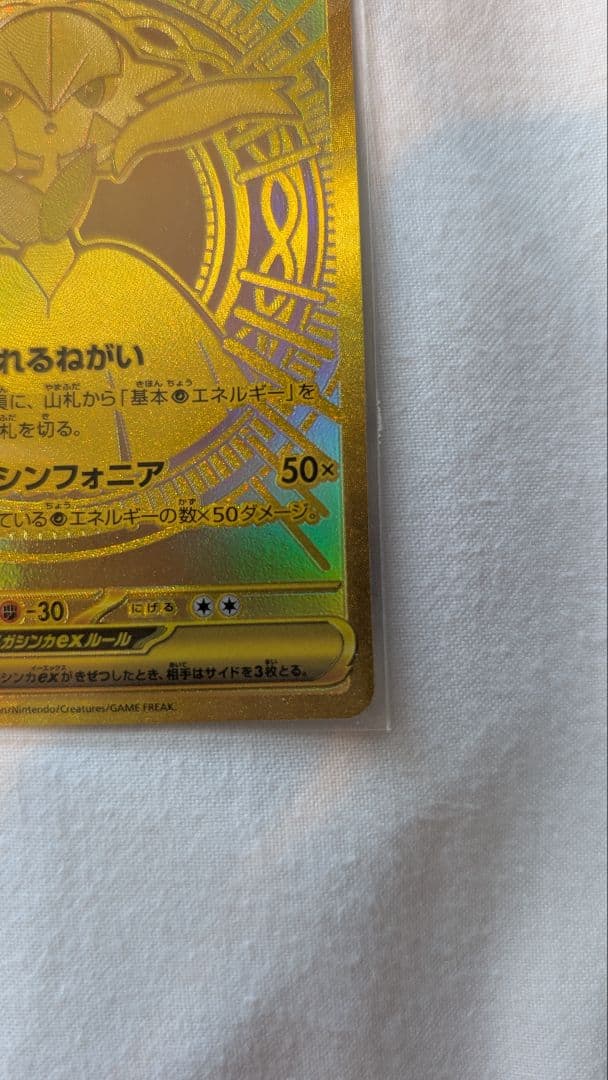 れるねがい
員に、山札から「基本エネルギー」を
札を切る。
シンフォニア 50×
ているエネルギーの数×50ダメージ。
-30 にげる
ガシンカexルール
シンカexがきぜつしたとき、相手はサイドを3枚とる。
/Nintendo/Creatures/GAME FREAK.